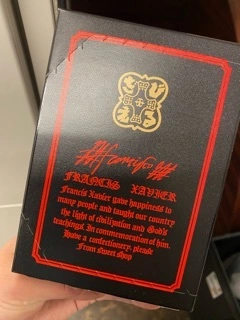 FRANCIS XAVIER
Francis Xavier gave happiness to
many people and taught our country
the light of civilization and God's
teachings. In commemoration of him.
Have a confectionery, please
From Sweet Shop